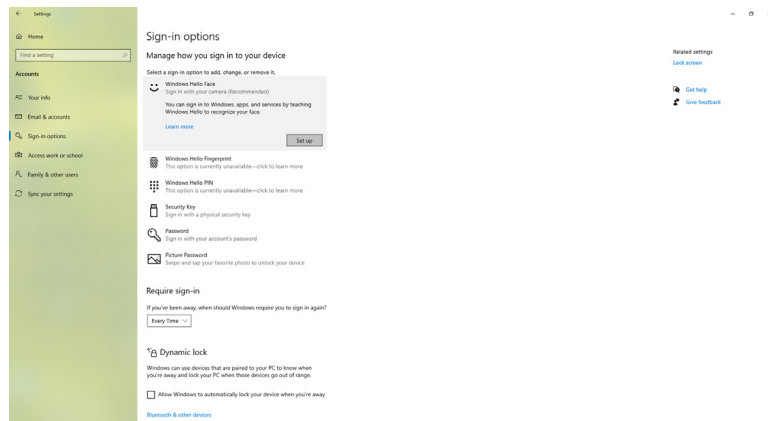 Settings
Home
Find a setting
Accounts
Your info
Email & accounts
Sign-in options
Access work or school
Family & other users
Sync your settings
Sign-in options
Manage how you sign in to your device
Select a sign-in option to add, change, or remove it.
Windows Hello Face
Sign in with your camera (Recommended)
You can sign in to Windows, apps, and services by teaching
Windows Hello to recognize your face.
Learn more
Set up
Windows Hello Fingerprint
This option is currently unavailable—click to learn more
Windows Hello PIN
This option is currently unavailable—click to learn more
Security Key
Sign in with a physical security key
Password
Sign in with your account's password
Picture Password
Swipe and tap your favorite photo to unlock your device
Require sign-in
If you've been away, when should Windows require you to sign in again?
Every Time
Dynamic lock
Windows can use devices that are paired to your PC to know when
you're away and lock your PC when those devices go out of range.
Allow Windows to automatically lock your device when you're away
Bluetooth & other devices
Related settings
Lock screen
Get help
Give feedback